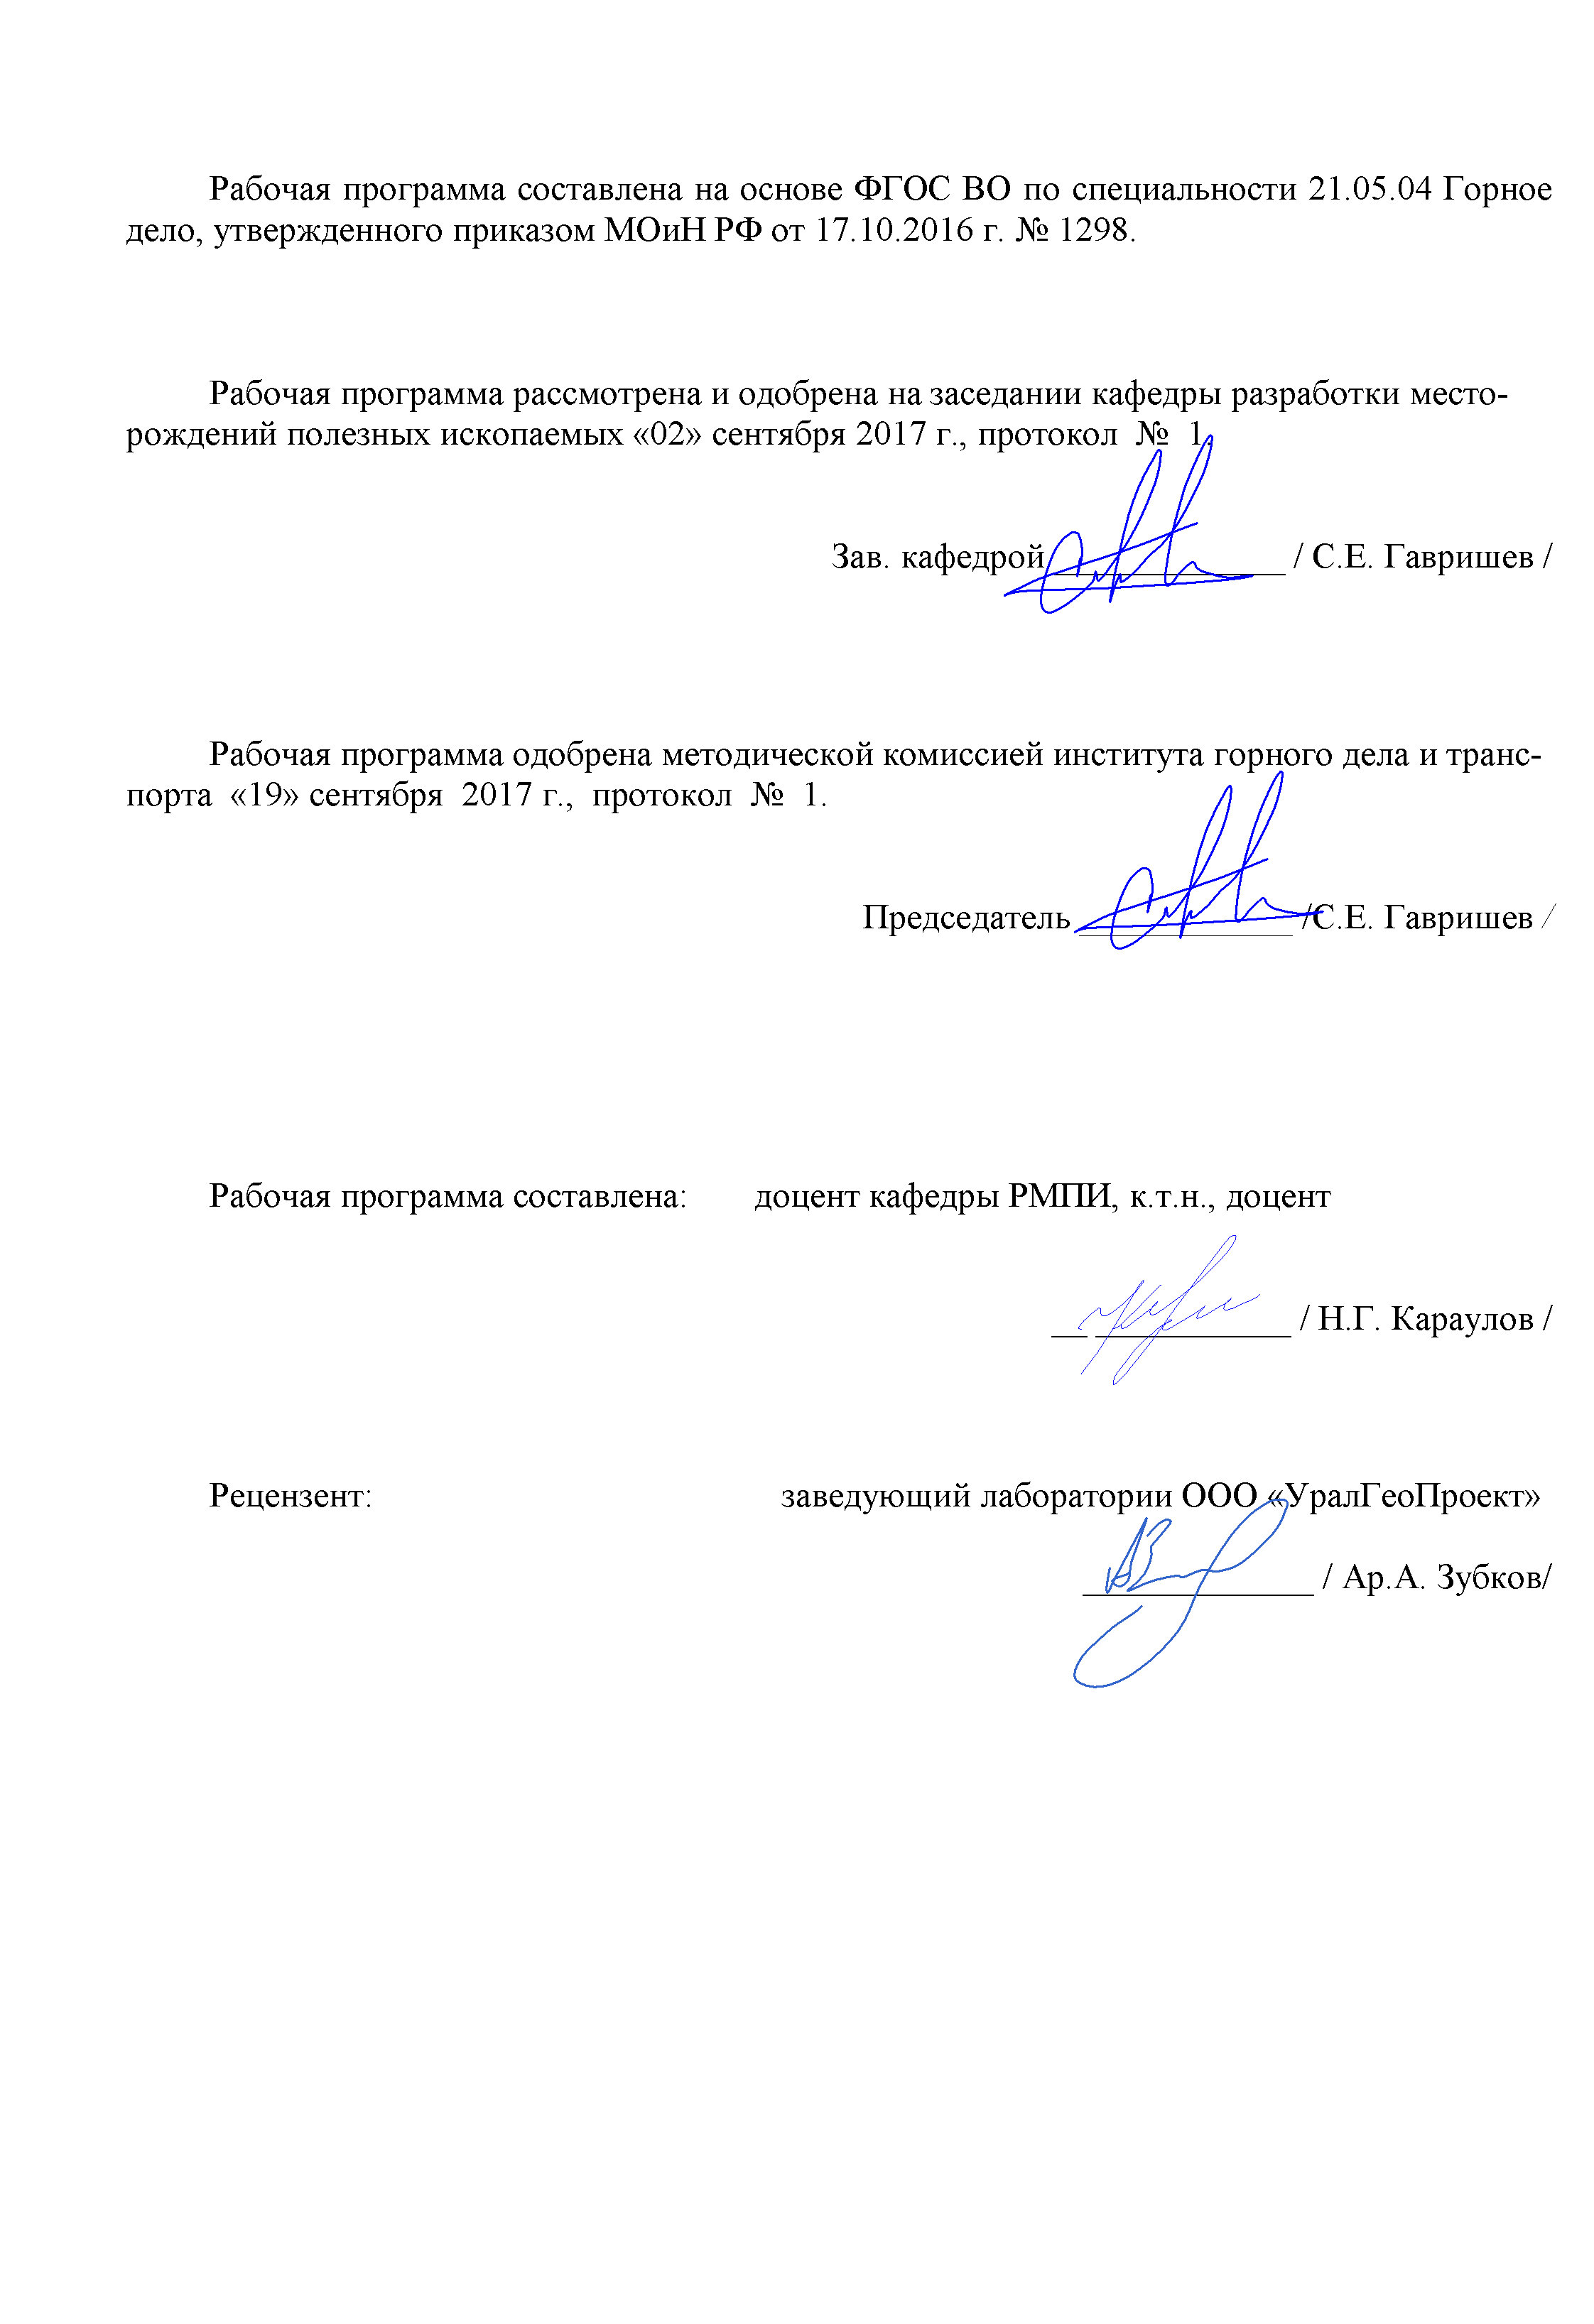 Рабочая программа составлена на основе ФГОС ВО по специальности 21.05.04 Горное
дело, утвержденного приказом МОиН РФ от 17.10.2016 г. № 1298.
Рабочая программа рассмотрена и одобрена на заседании кафедры разработки место-
рождений полезных ископаемых «02» сентября 2017 г., протокол № 1.
Зав. кафедрой / С.Е. Гавришев /
Рабочая программа одобрена методической комиссией института горного дела и транс-
порта «19» сентября 2017 г., протокол № 1.
Председатель /С.Е. Гавришев /
Рабочая программа составлена: доцент кафедры РМПИ, к.т.н., доцент
/ Н.Г. Караулов /
Рецензент: заведующий лаборатории ООО «УралГеоПроект»
/ Ар.А. Зубков/